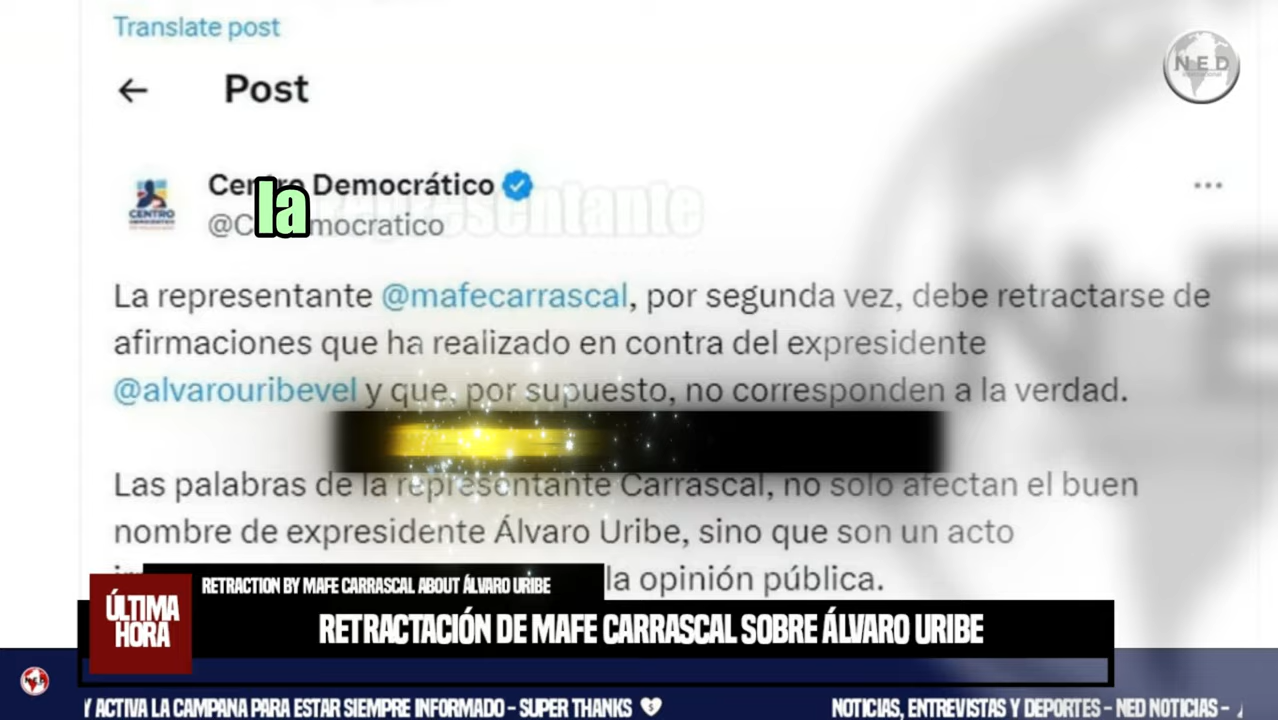 Translate post
Post
NED
Centro Democrático
la
representante
La representante @mafecarrascal, por segunda vez, debe retractarse de
afirmaciones que ha realizado en contra del expresidente
@alvarouribevel y que, por supuesto, no corresponden a la verdad.
Las palabras de la representante Carrascal, no solo afectan el buen
nombre de expresidente Álvaro Uribe, sino que son un acto
la opinión pública.
RETRACTION BY MAFE CARRASCAL ABOUT ÁLVARO URIBE
ÚLTIMA
HORA
RETRACTACIÓN DE MAFE CARRASCAL SOBRE ÁLVARO URIBE
Y ACTIVA LA CAMPANA PARA ESTAR SIEMPRE INFORMADO - SUPER THANKS
NOTICIAS, ENTREVISTAS Y DEPORTES - NED NOTICIAS -